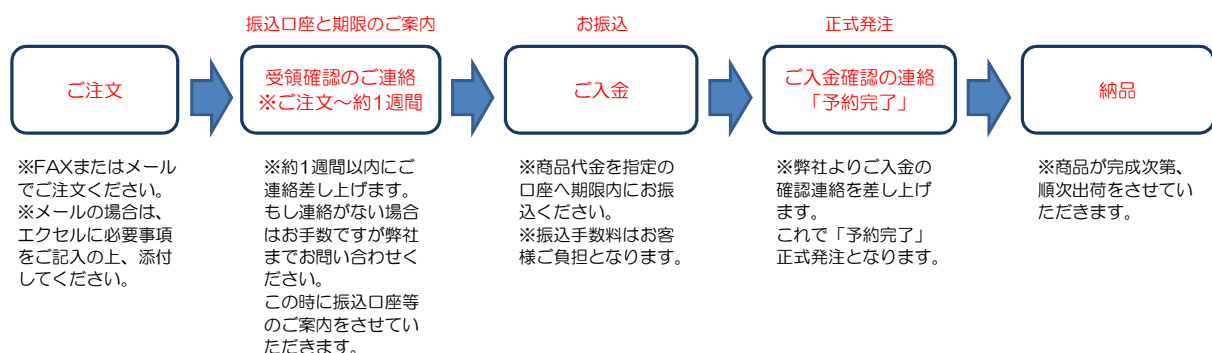 振込口座と期限のご案内
お振込
正式発注
ご注文
受領確認のご連絡
※ご注文～約1週間
ご入金
ご入金確認の連絡
「予約完了」
納品
※FAXまたはメール
でご注文ください。
※メールの場合は、
エクセルに必要事項
をご記入の上、添付
してください。
※約1週間以内にご
連絡差し上げます。
もし連絡がない場合
はお手数ですが弊社
までお問い合わせく
ださい。
この時に振込口座等
のご案内をさせてい
ただきます。
※商品代金を指定の
口座へ期限内にお振
込ください。
※振込手数料はお客
様ご負担となります。
※弊社よりご入金の
確認連絡を差し上げ
ます。
これで「予約完了」
正式発注となります。
※商品が完成次第、
順次出荷をさせてい
ただきます。